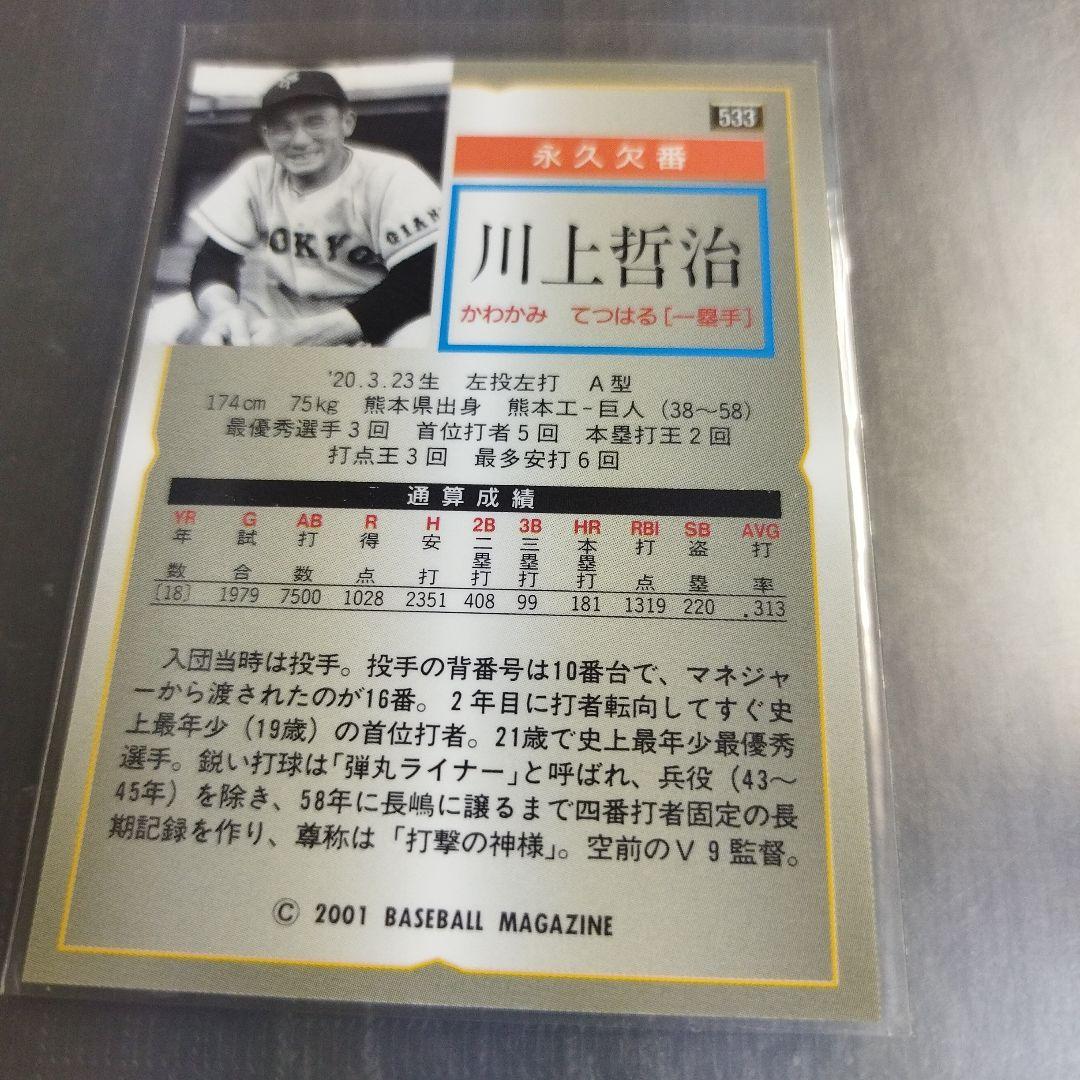 533
永久欠番
TOKYO
GIAN
川上哲治
かわかみ てつはる[一塁手]
'20.3.23生 左投左打 A型
174cm 75kg 熊本県出身 熊本工-巨人(38〜58)
最優秀選手3回 首位打者5回 本塁打王2回
打点王3回 最多安打6回
通算成績
YR G AB R H 2B 3B HR RBI SB AVG
年数 試合 打数 得点 安打 二塁打 三塁打 本塁打 打点 盗塁 打率
[18] 1979 7500 1028 2351 408 99 181 1319 220 .313
入団当時は投手。投手の背番号は10番台で、マネジャ
ーから渡されたのが16番。2年目に打者転向してすぐ史
上最年少(19歳)の首位打者。21歳で史上最年少最優秀
選手。鋭い打球は「弾丸ライナー」と呼ばれ、兵役(43〜
45年)を除き、58年に長嶋に譲るまで四番打者固定の長
期記録を作り、尊称は「打撃の神様」。空前のV9監督。
© 2001 BASEBALL MAGAZINE